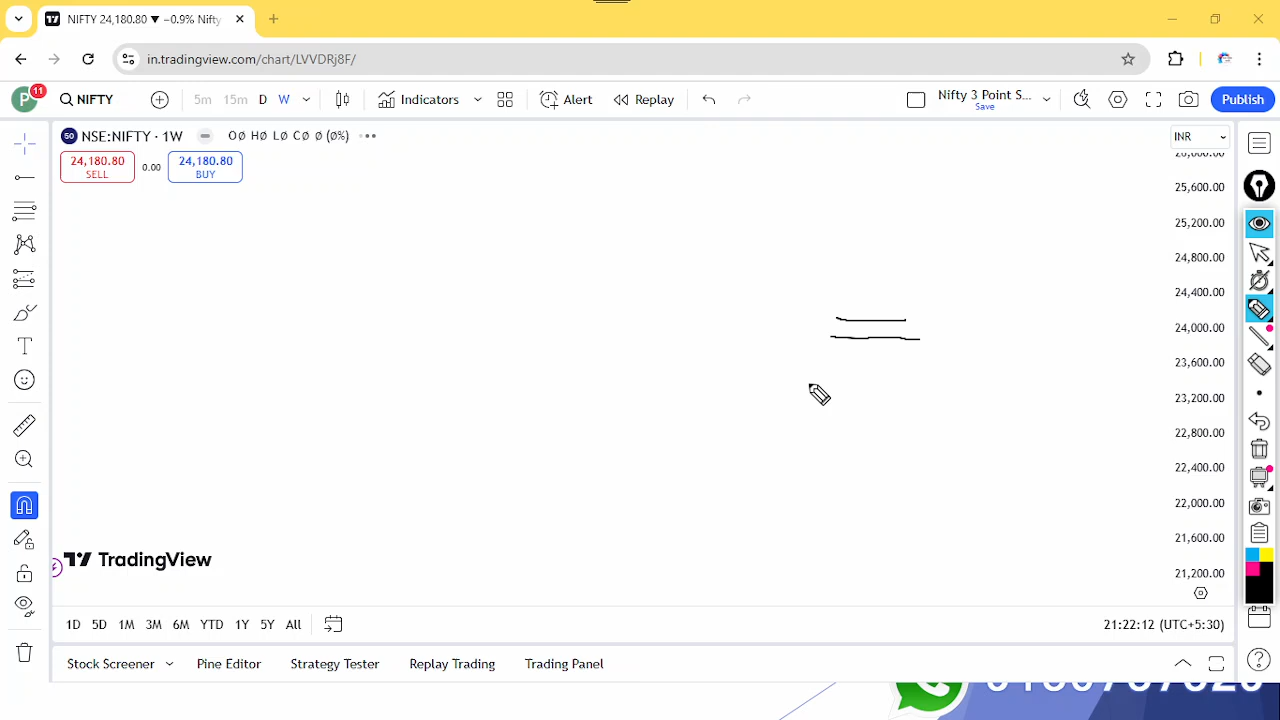 NIFTY 24,180.80 ▼ −0.9% Nifty
in.tradingview.com/chart/LVVDRj8F/
P 11 NIFTY 5m 15m D W Indicators Alert Replay Nifty 3 Point S... Publish
Save
50 NSE:NIFTY · 1W O∅ H∅ L∅ C∅ ∅ (0%) INR
24,180.80 0.00 24,180.80
SELL BUY
25,600.00
25,200.00
24,800.00
24,400.00
24,000.00
23,600.00
23,200.00
22,800.00
22,400.00
22,000.00
21,600.00
21,200.00
TradingView
1D 5D 1M 3M 6M YTD 1Y 5Y All 21:22:12 (UTC+5:30)
Stock Screener Pine Editor Strategy Tester Replay Trading Trading Panel